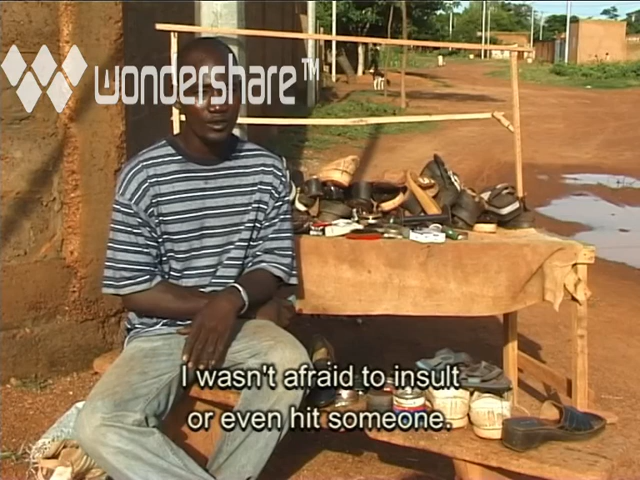 wondershare™
I wasn't afraid to insult
or even hit someone.